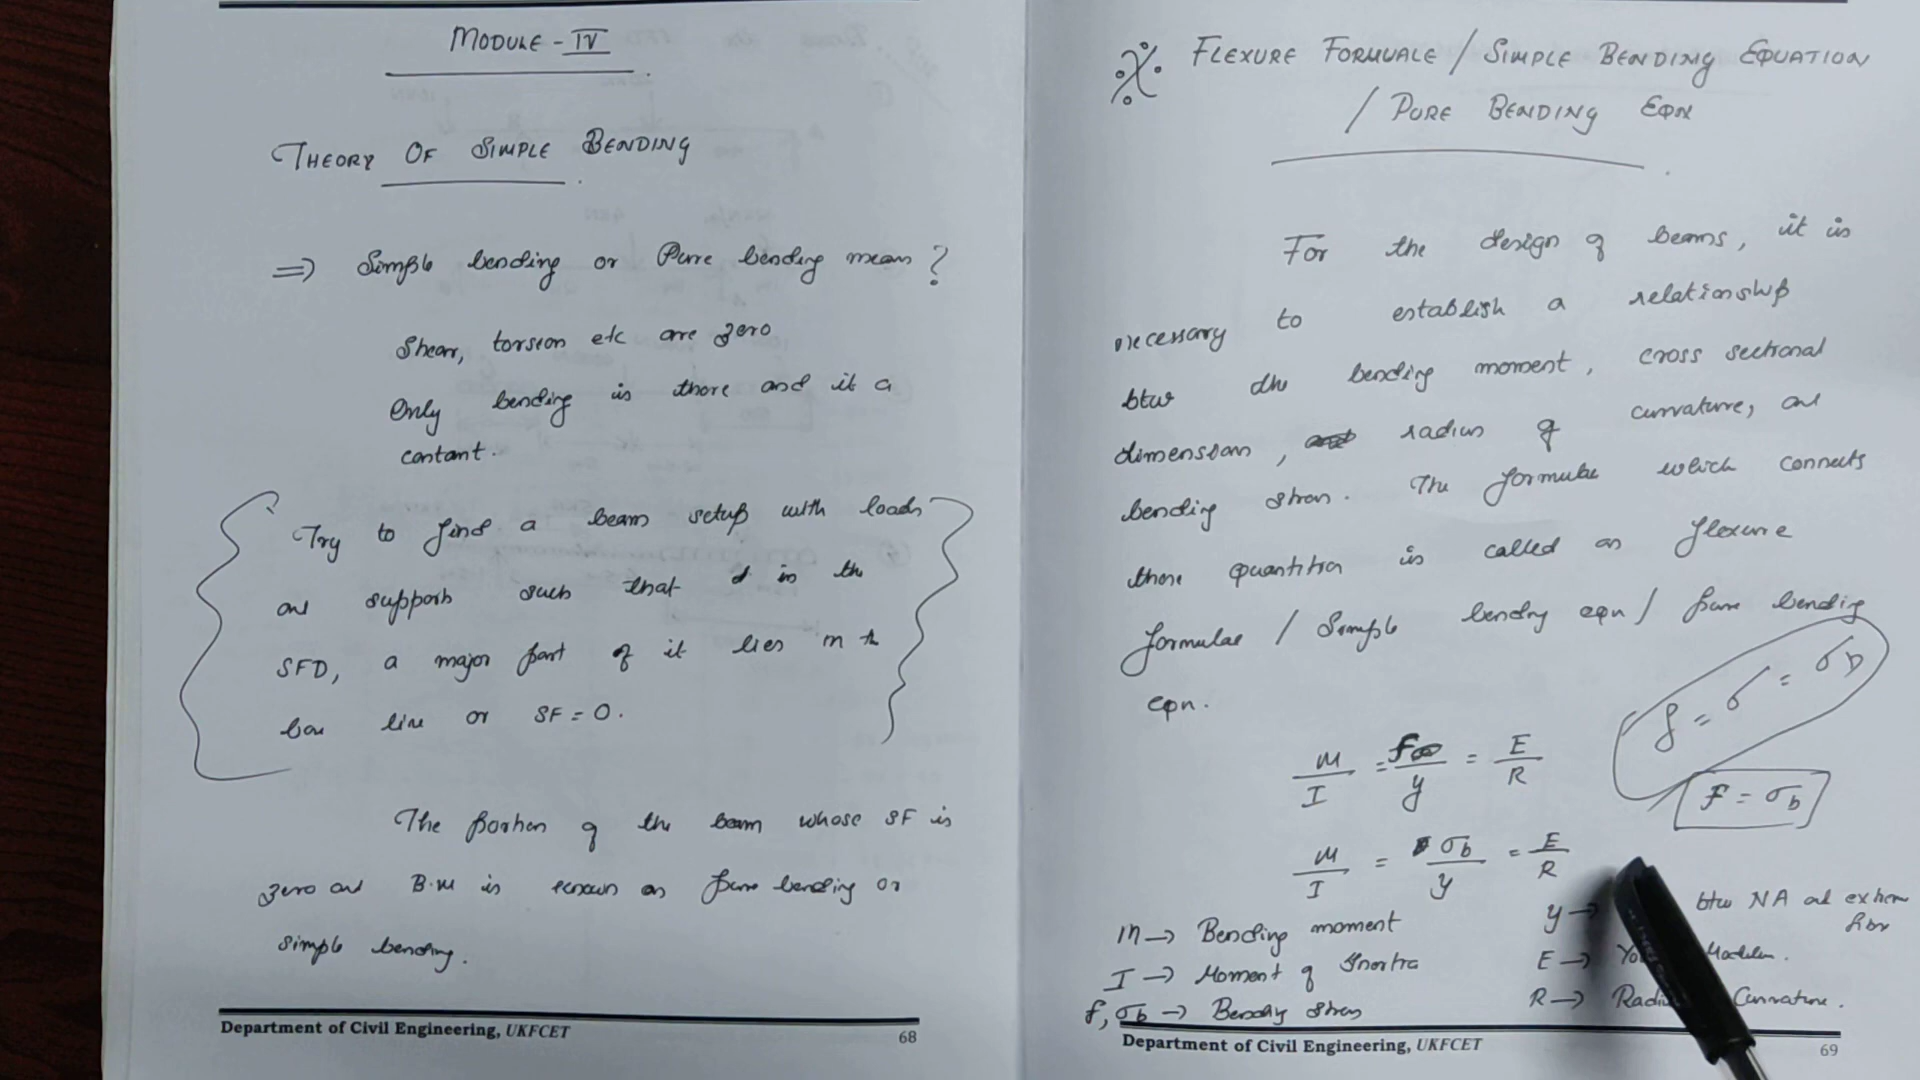 MODULE - IV
THEORY OF SIMPLE BENDING
=> Simple bending or Pure bending mean ?
Shear, torsion etc are zero
Only bending is there and it a
contant.
Try to find a beam setup with loads
and supports such that in the
SFD, a major part of it lies in th
line or SF = 0.
The portion of the beam whose SF is
zero and B.M is known as pure bending or
simple bending.
Department of Civil Engineering, UKFCET
68
FLEXURE FORMUALE / SIMPLE BENDING EQUATION
/ PURE BENDING EQN
For the design of beams, it is
necessary to establish a relationship
btw the bending moment, cross sectional
dimension, radius of curvature, and
bending stress. The formulae which connects
these quantities is called as flexure
formulae / Simple bending eqn / pure bending
eqn.
f = σ = σb
M/I = f/y = E/R
F = σb
M/I = σb/y = E/R
M → Bending moment
y → btw NA and extreme fibre
I → Moment of Inertia
E → Modulus.
f, σb → Bending stress
R → Curvature.
Department of Civil Engineering, UKFCET
69